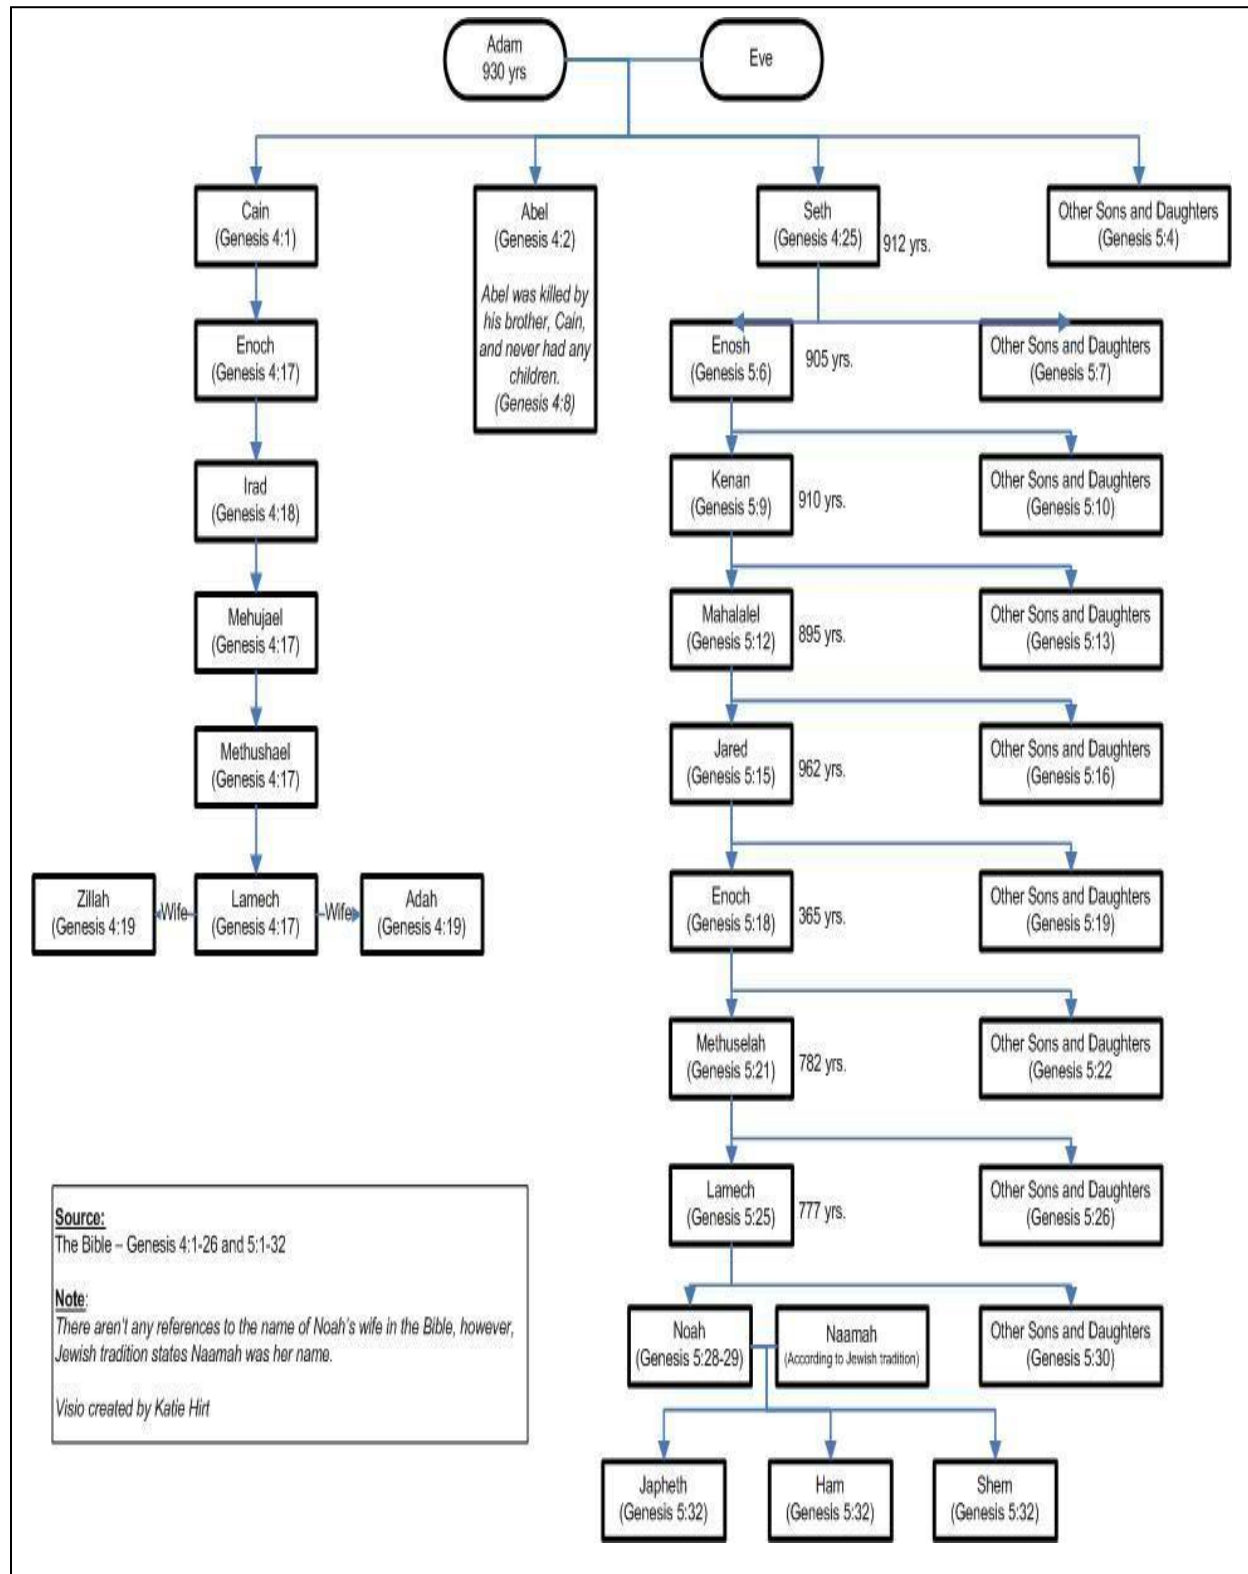 Adam
930 yrs
Eve
Cain
(Genesis 4:1)
Abel
(Genesis 4:2)
Abel was killed by
his brother, Cain,
and never had any
children.
(Genesis 4:8)
Seth
(Genesis 4:25)
912 yrs.
Other Sons and Daughters
(Genesis 5:4)
Enoch
(Genesis 4:17)
Enosh
(Genesis 5:6)
905 yrs.
Other Sons and Daughters
(Genesis 5:7)
Irad
(Genesis 4:18)
Kenan
(Genesis 5:9)
910 yrs.
Other Sons and Daughters
(Genesis 5:10)
Mehujael
(Genesis 4:17)
Mahalalel
(Genesis 5:12)
895 yrs.
Other Sons and Daughters
(Genesis 5:13)
Methushael
(Genesis 4:17)
Jared
(Genesis 5:15)
962 yrs.
Other Sons and Daughters
(Genesis 5:16)
Zillah
(Genesis 4:19
Wife
Lamech
(Genesis 4:17)
Wife
Adah
(Genesis 4:19)
Enoch
(Genesis 5:18)
365 yrs.
Other Sons and Daughters
(Genesis 5:19)
Methuselah
(Genesis 5:21)
782 yrs.
Other Sons and Daughters
(Genesis 5:22
Lamech
(Genesis 5:25)
777 yrs.
Other Sons and Daughters
(Genesis 5:26)
Source:
The Bible – Genesis 4:1-26 and 5:1-32
Note:
There aren't any references to the name of Noah's wife in the Bible, however,
Jewish tradition states Naamah was her name.
Visio created by Katie Hirt
Noah
(Genesis 5:28-29)
Naamah
(According to Jewish tradition)
Other Sons and Daughters
(Genesis 5:30)
Japheth
(Genesis 5:32)
Ham
(Genesis 5:32)
Shem
(Genesis 5:32)